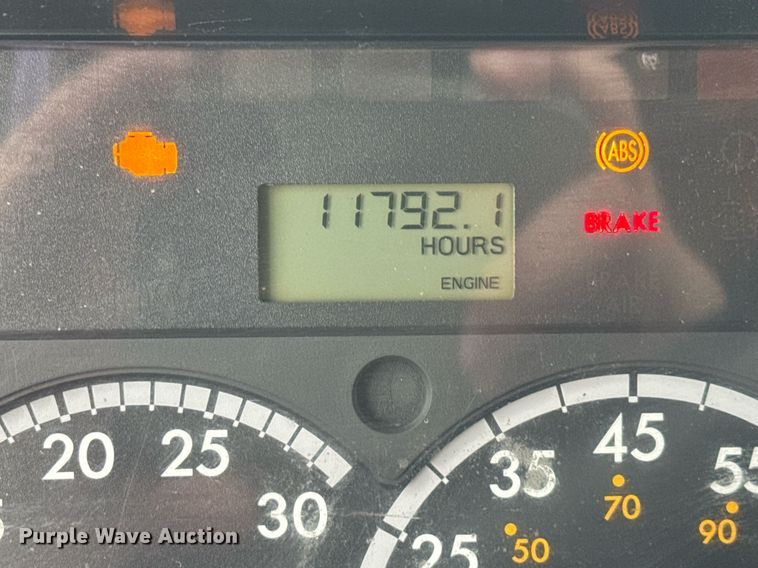 ABS
11792.1
BRAKE
HOURS
ENGINE
20
25
30
25
35
45
55
50
70
90
Purple Wave Auction